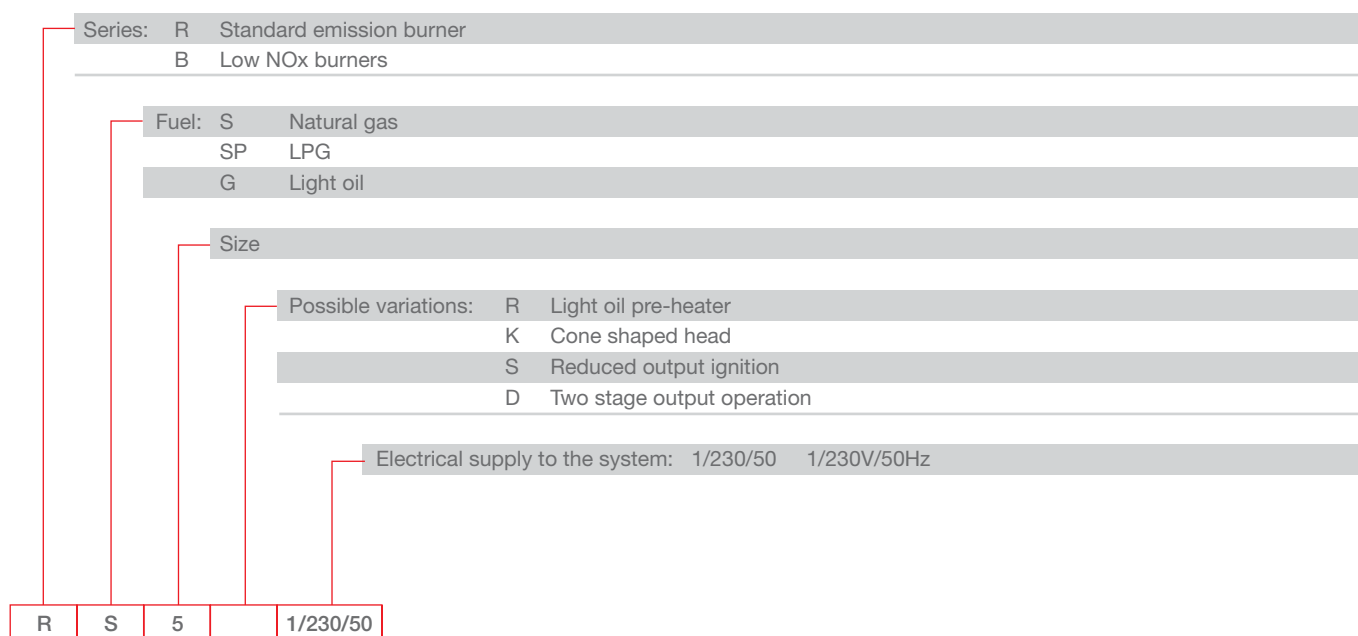 Series: R Standard emission burner
B Low NOx burners
Fuel: S Natural gas
SP LPG
G Light oil
Size
Possible variations: R Light oil pre-heater
K Cone shaped head
S Reduced output ignition
D Two stage output operation
Electrical supply to the system: 1/230/50 1/230V/50Hz
R S 5 1/230/50